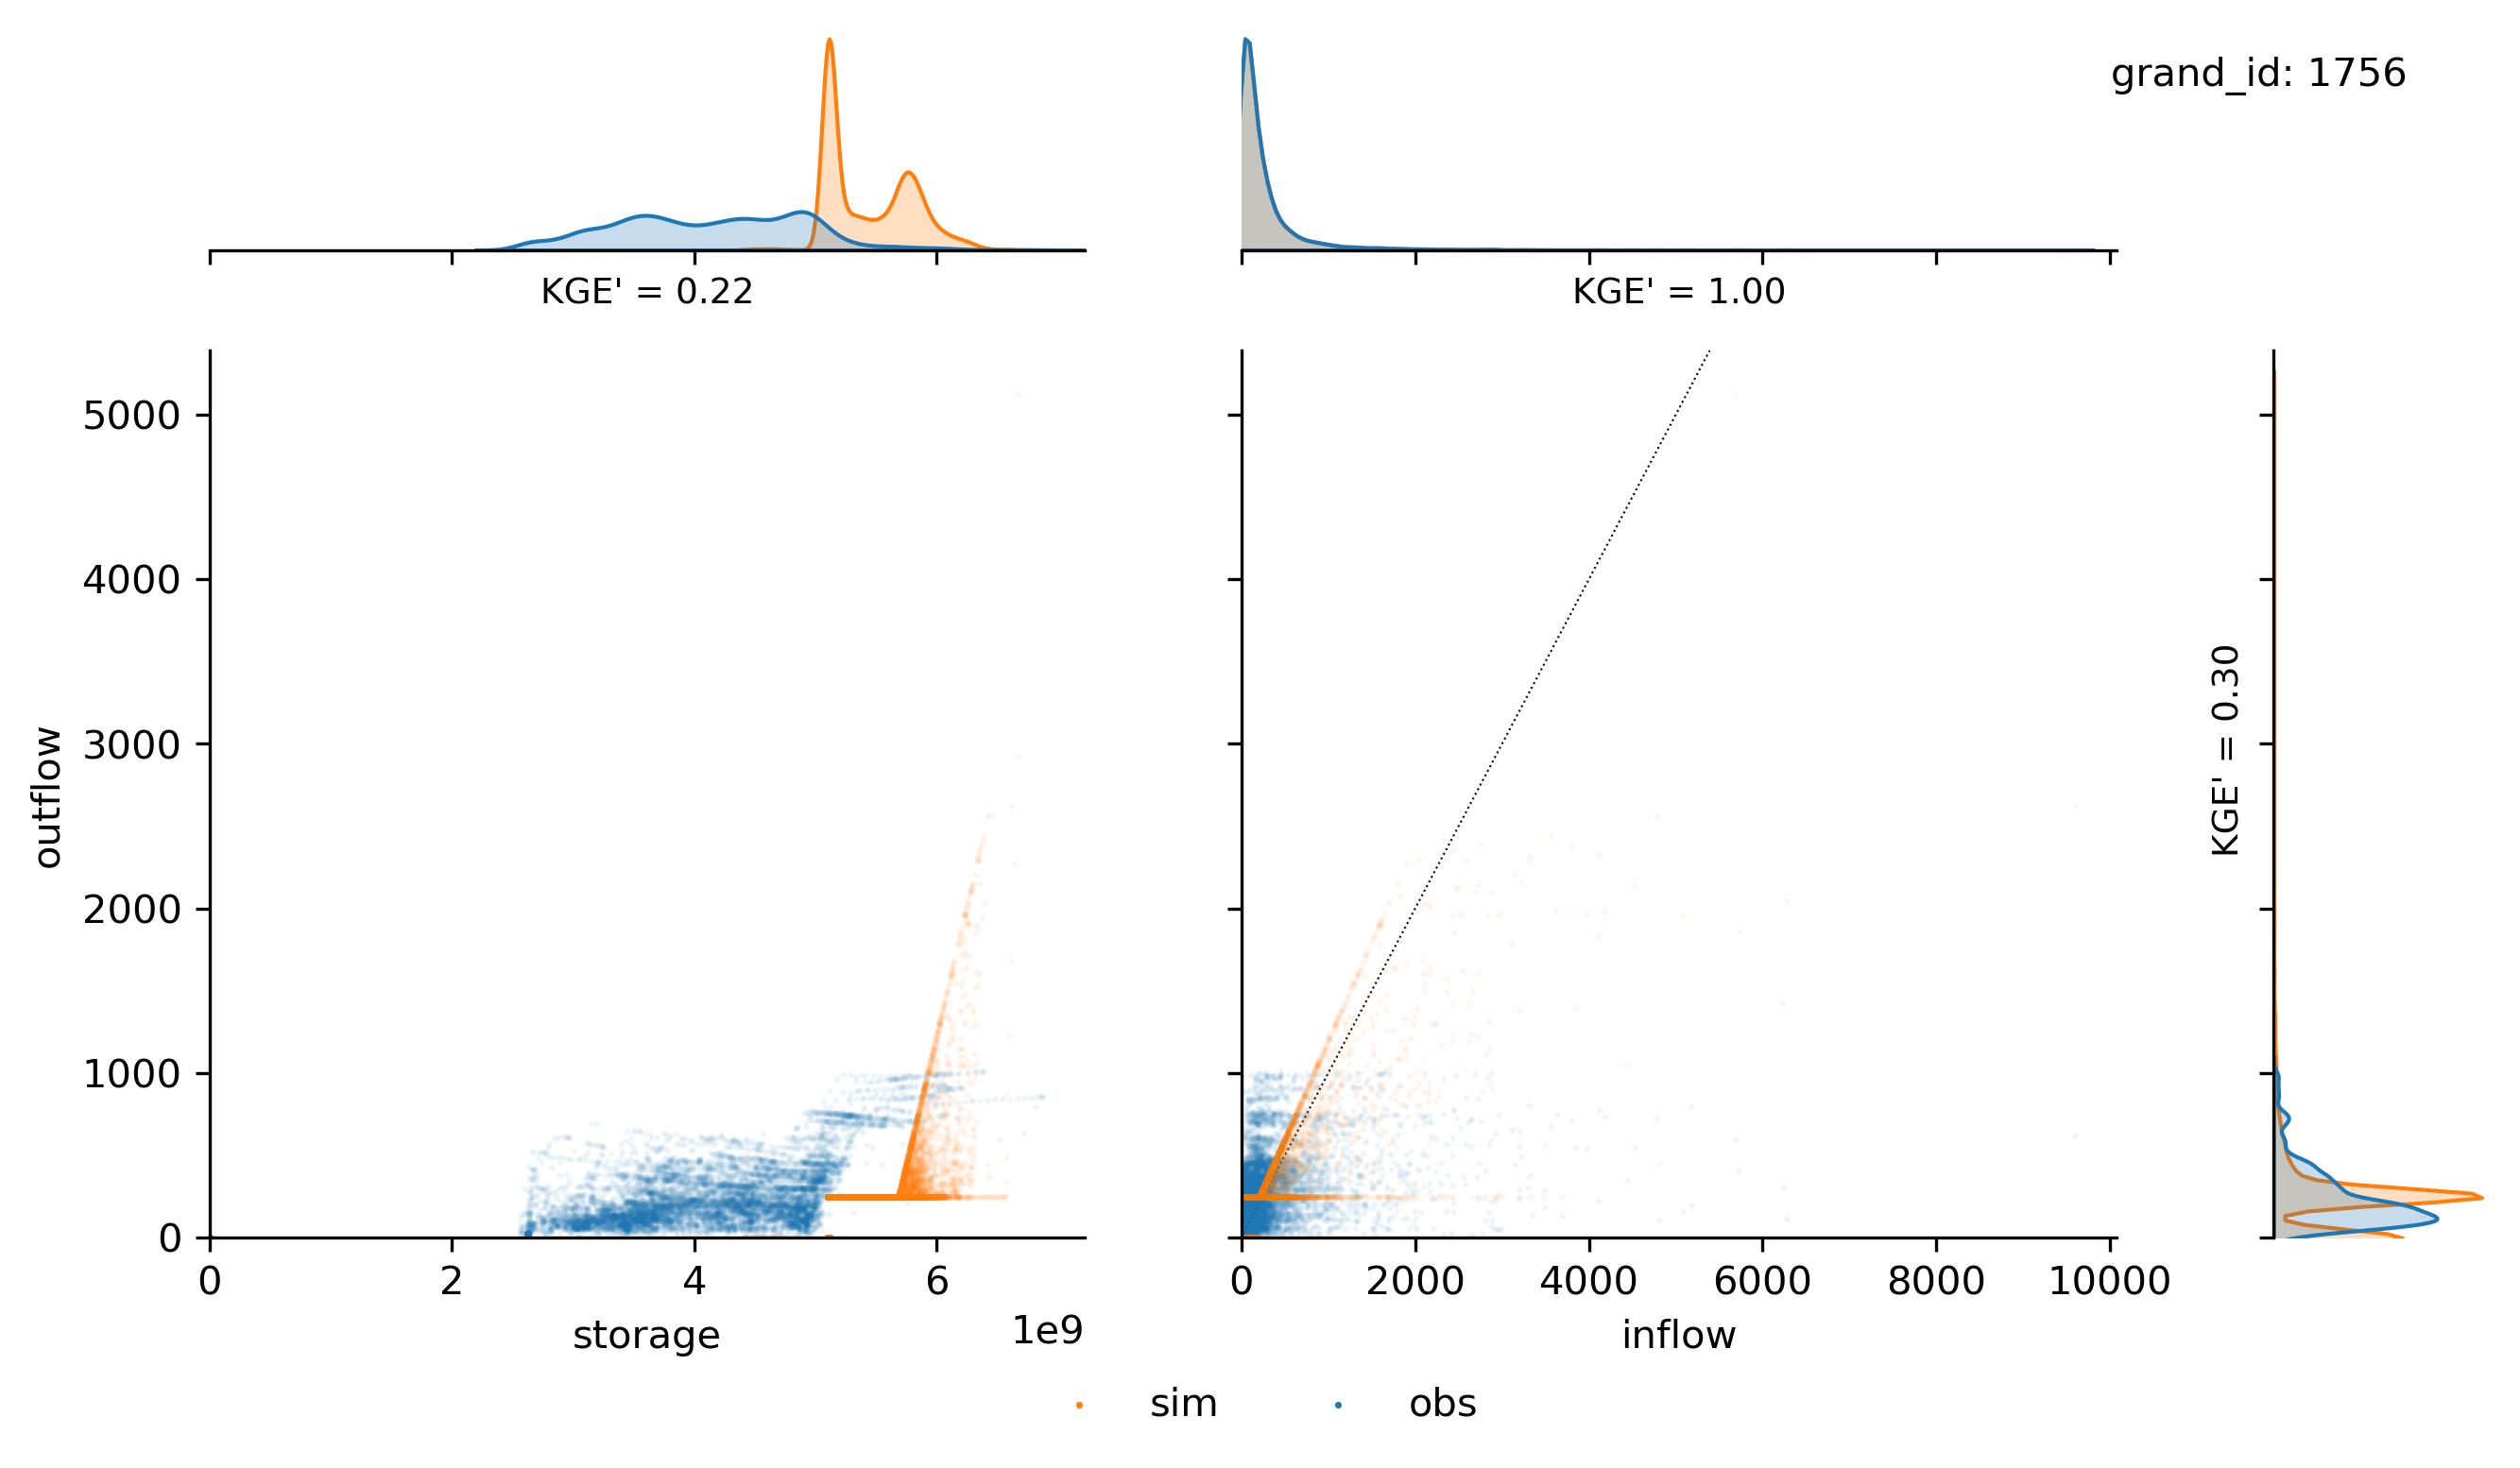 grand_id: 1756
KGE' = 0.22
KGE' = 1.00
5000
4000
3000
2000
1000
0
outflow
KGE' = 0.30
0 2 4 6
1e9
storage
0 2000 4000 6000 8000 10000
inflow
sim obs